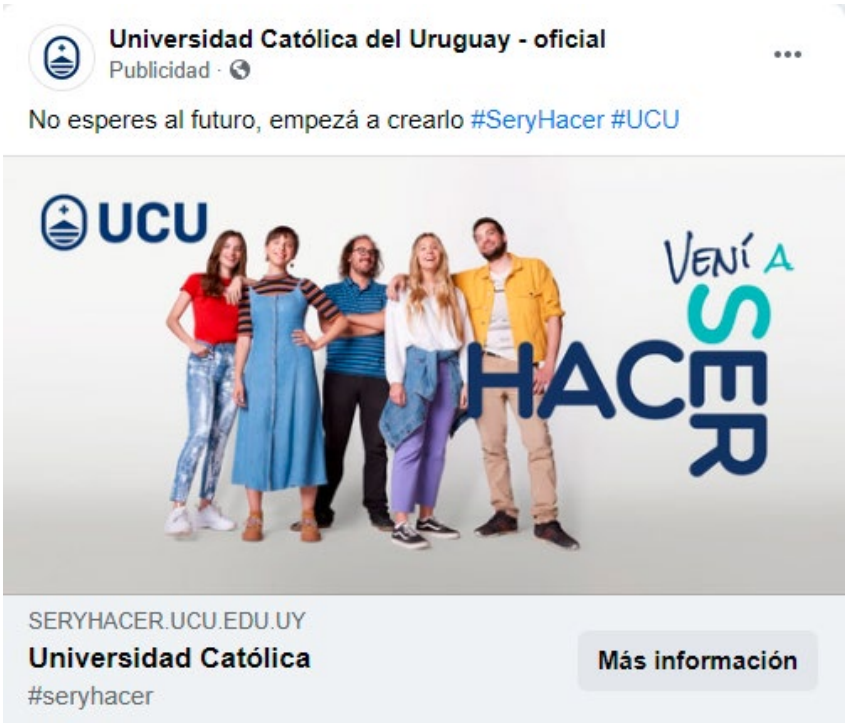 Universidad Católica del Uruguay - oficial
Publicidad ·
No esperes al futuro, empezá a crearlo #SeryHacer #UCU
UCU
VENÍ A
SER
HACER
SERYHACER.UCU.EDU.UY
Universidad Católica
#seryhacer
Más información